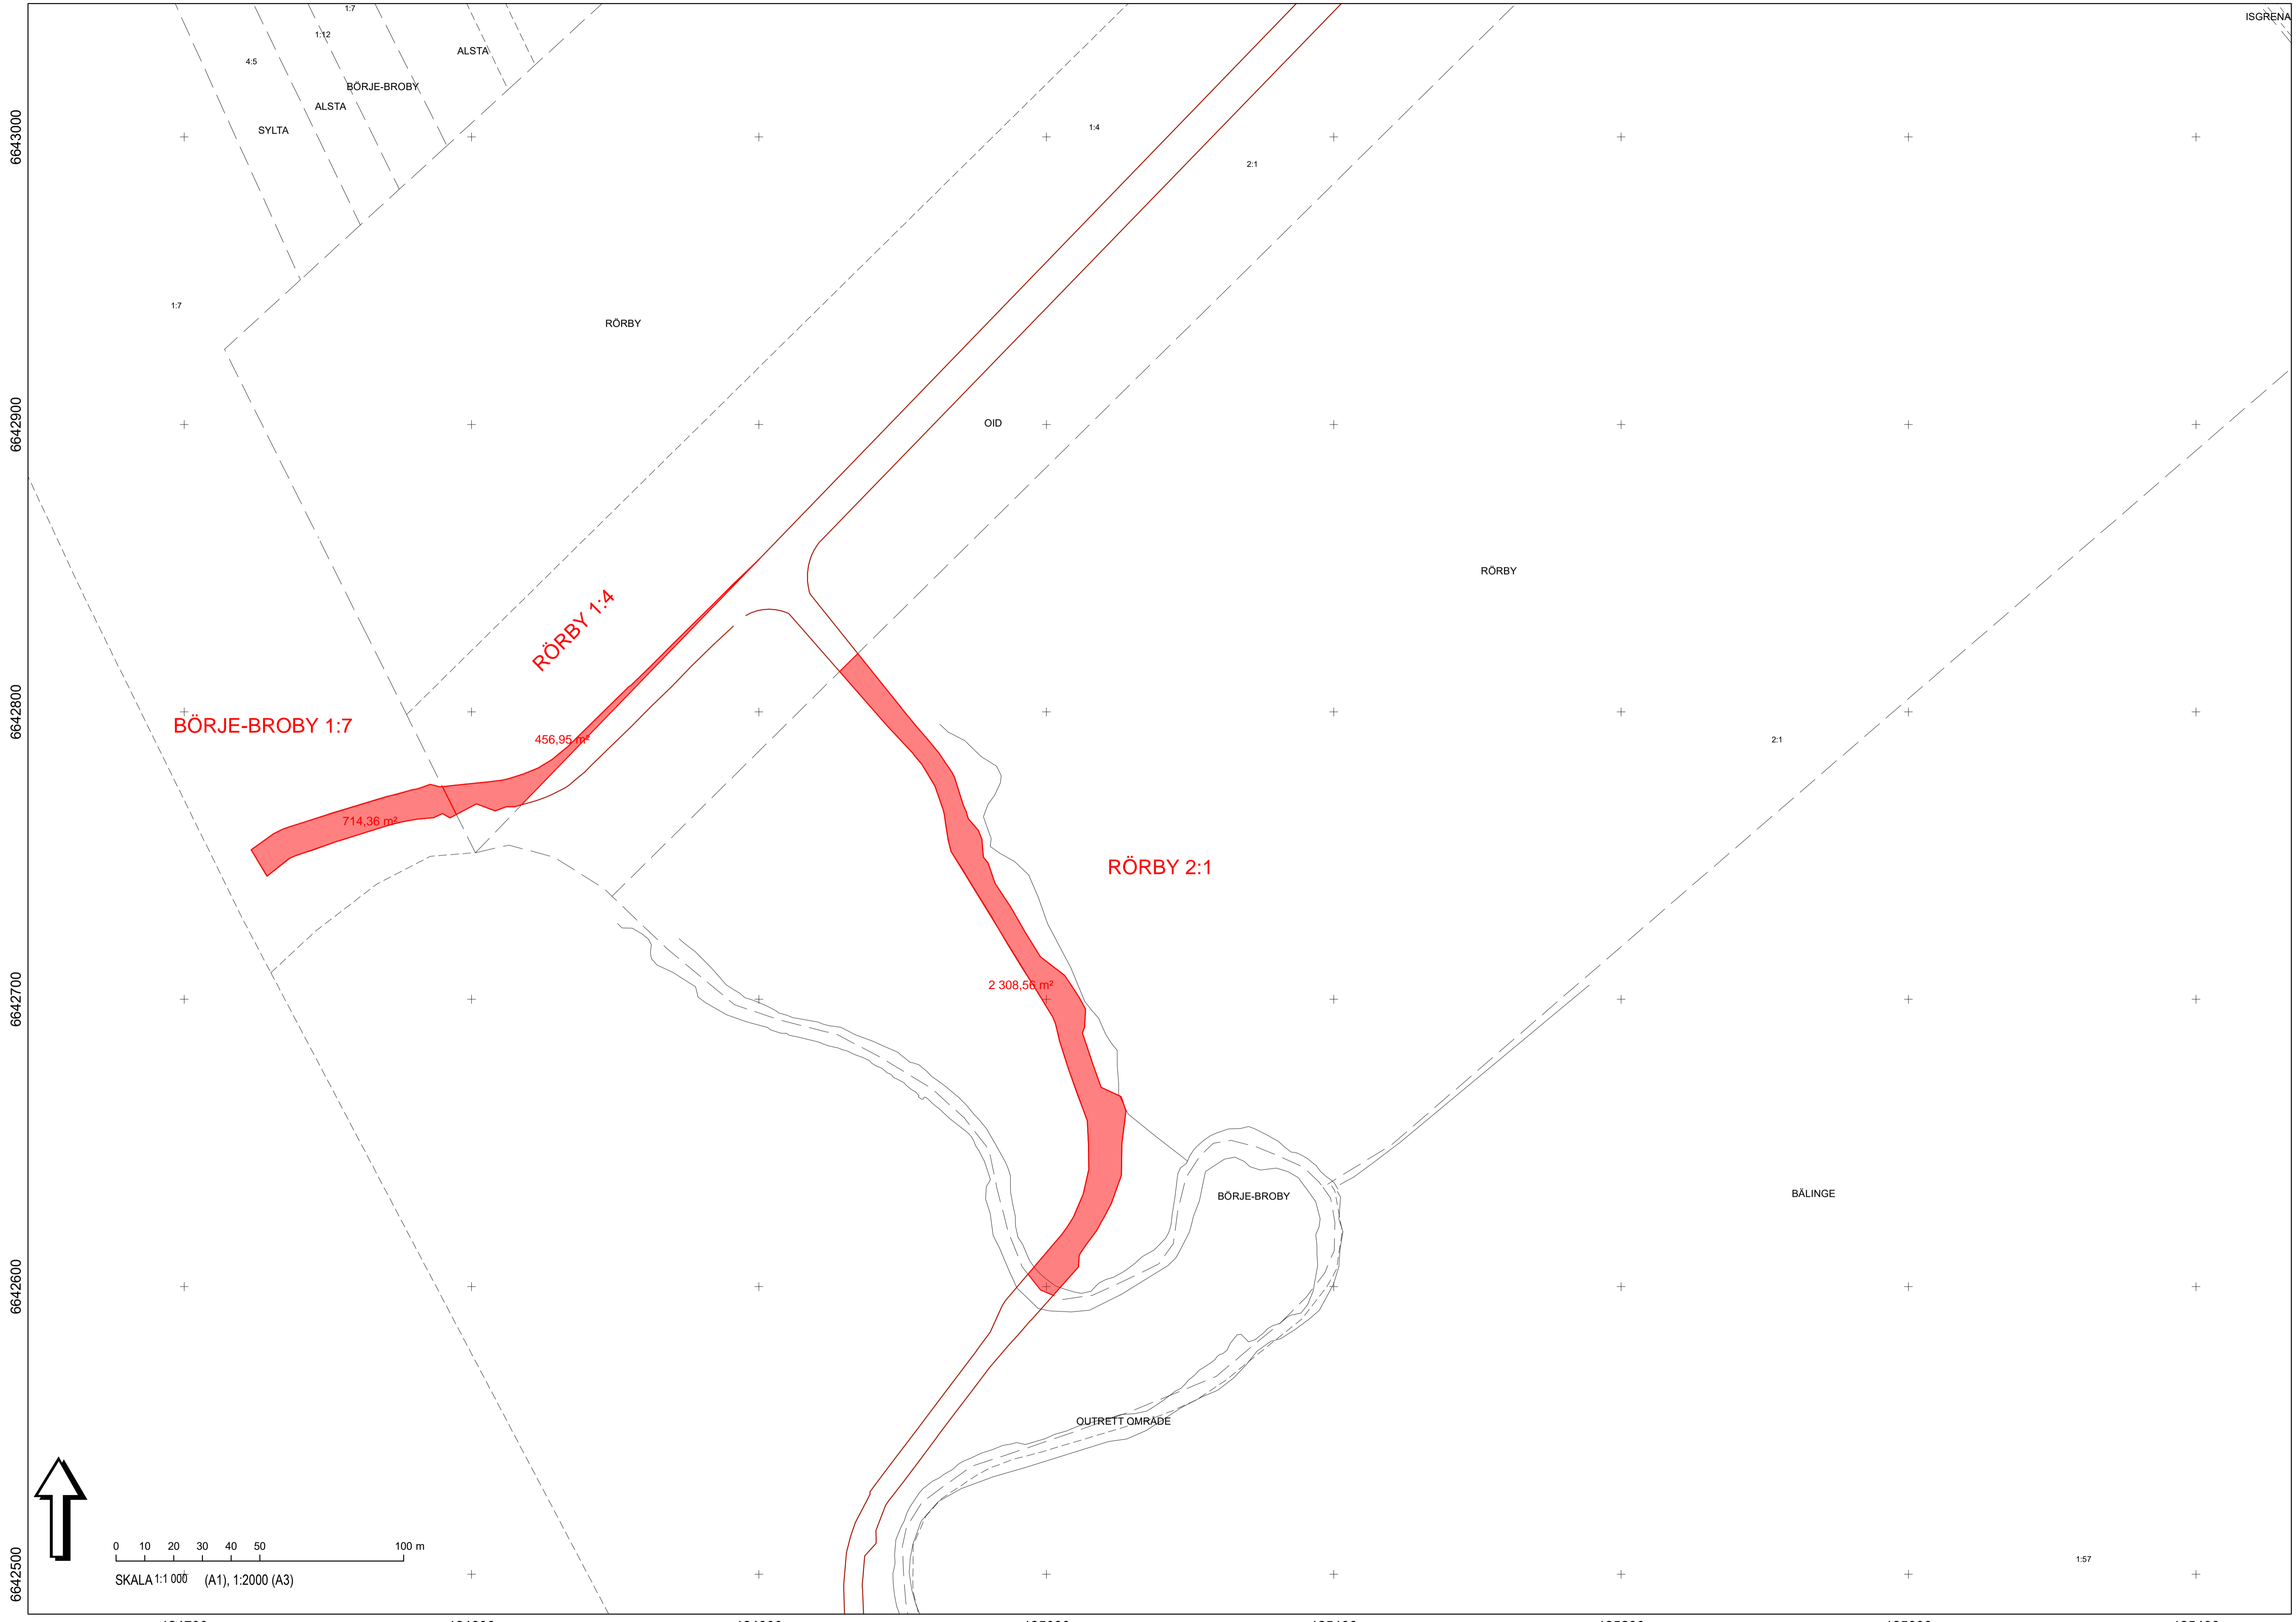 1:7
ISGRENA
1:12
ALSTA
4:5
BÖRJE-BROBY
ALSTA
6643000
SYLTA
1:4
2:1
1:7
RÖRBY
6642900
OID
RÖRBY
RÖRBY 1:4
6642800
BÖRJE-BROBY 1:7
456,95 m²
2:1
714,36 m²
RÖRBY 2:1
6642700
2 308,56 m²
BÖRJE-BROBY
BÄLINGE
6642600
OUTRETT OMRÅDE
0 10 20 30 40 50 100 m
1:57
6642500
SKALA 1:1 000 (A1), 1:2000 (A3)